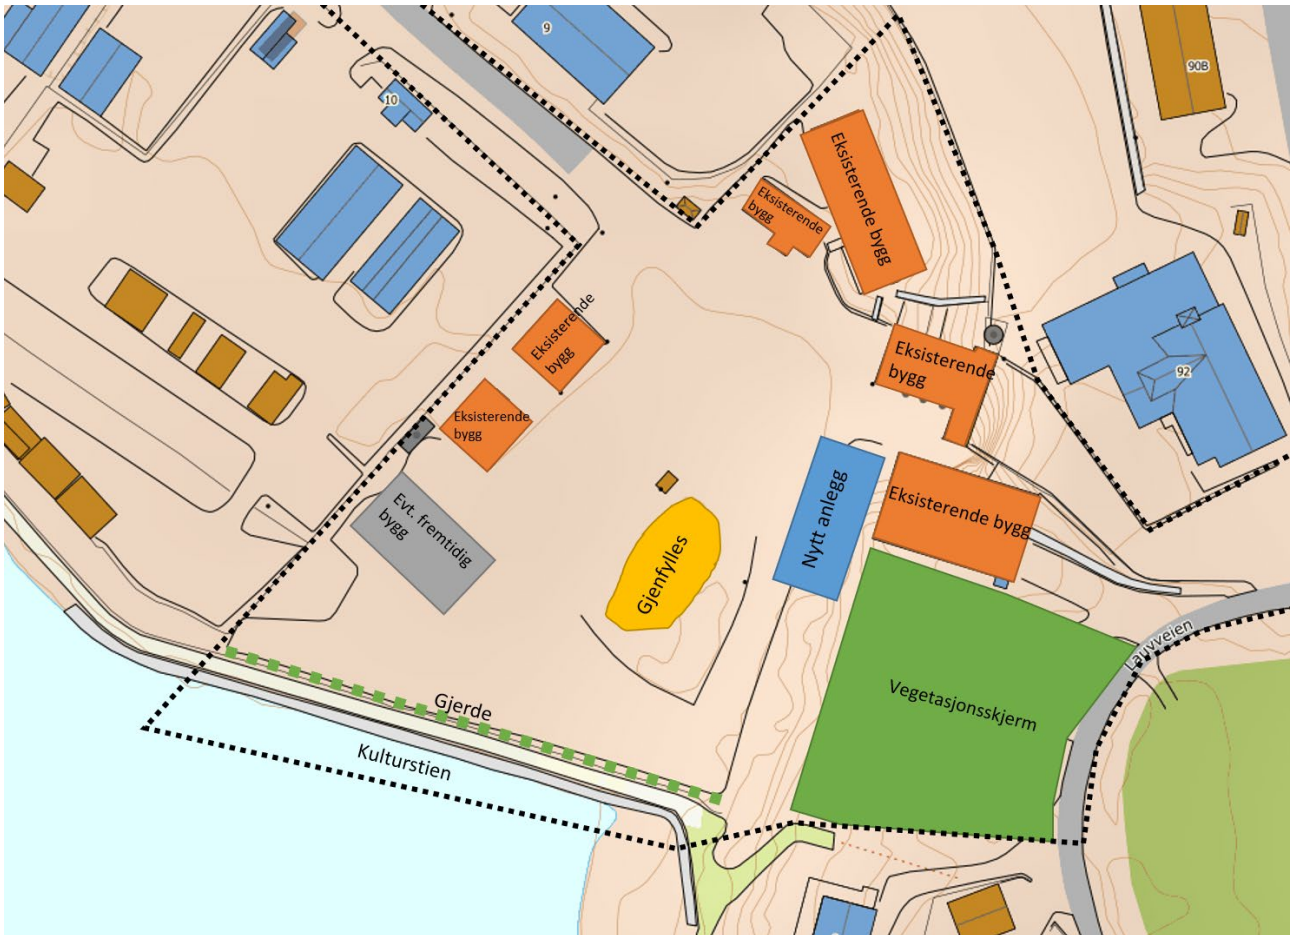 9
90B
10
Eksisterende bygg
Eksisterende
bygg
Eksisterende
bygg
Eksisterende
bygg
92
Eksisterende
bygg
Evt. fremtidig
bygg
Nytt anlegg
Eksisterende bygg
Gjenfylles
Lauvveien
Vegetasjonsskjerm
Gjerde
Kulturstien